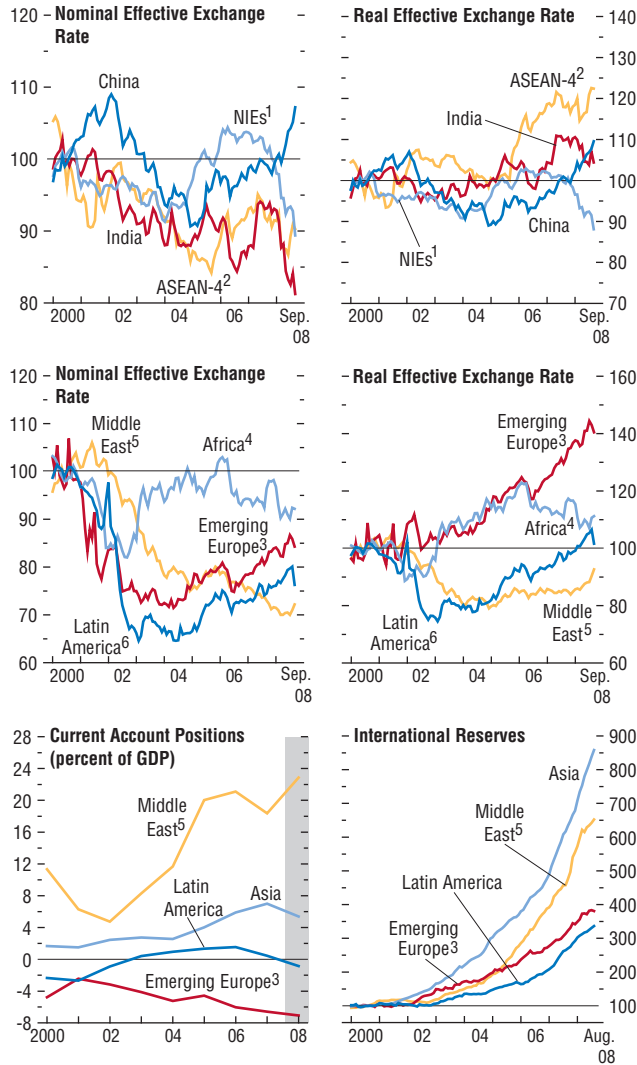 Nominal Effective Exchange
Rate
120
110
100
90
80
China
NIEs1
India
ASEAN-42
2000 02 04 06 Sep.
08
Real Effective Exchange Rate
140
130
120
110
100
90
80
70
ASEAN-42
India
China
NIEs1
2000 02 04 06 Sep.
08
Nominal Effective Exchange
Rate
120
110
100
90
80
70
60
Middle
East5
Africa4
Emerging
Europe3
Latin
America6
2000 02 04 06 Sep.
08
Real Effective Exchange Rate
160
140
120
100
80
60
Emerging
Europe3
Africa4
Latin
America6
Middle
East5
2000 02 04 06 Sep.
08
Current Account Positions
(percent of GDP)
28
24
20
16
12
8
4
0
-4
-8
Middle
East5
Latin
America
Asia
Emerging Europe3
2000 02 04 06 08
International Reserves
900
800
700
600
500
400
300
200
100
Asia
Middle
East5
Latin America
Emerging
Europe3
2000 02 04 06 Aug.
08